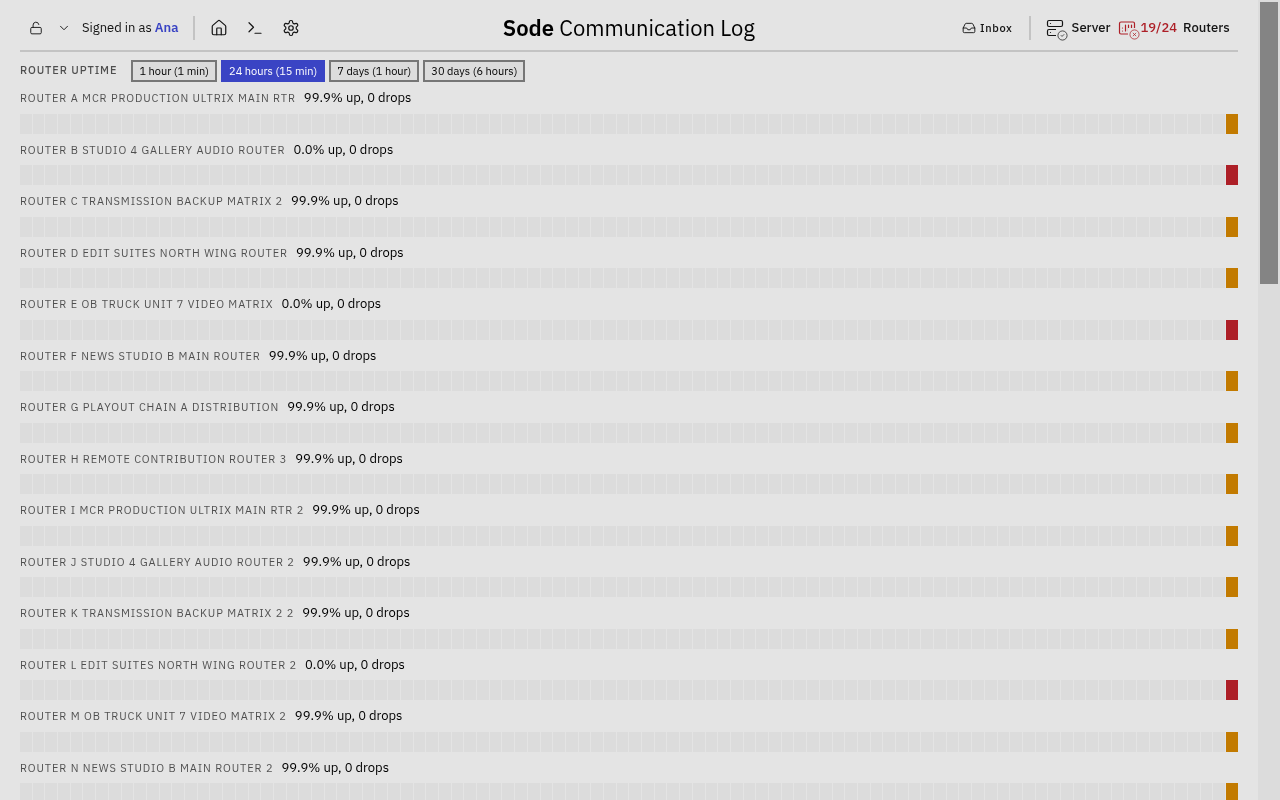 Signed in as Ana
Sode Communication Log
Inbox
Server
19/24 Routers
ROUTER UPTIME
1 hour (1 min)
24 hours (15 min)
7 days (1 hour)
30 days (6 hours)
ROUTER A MCR PRODUCTION ULTRIX MAIN RTR 99.9% up, 0 drops
ROUTER B STUDIO 4 GALLERY AUDIO ROUTER 0.0% up, 0 drops
ROUTER C TRANSMISSION BACKUP MATRIX 2 99.9% up, 0 drops
ROUTER D EDIT SUITES NORTH WING ROUTER 99.9% up, 0 drops
ROUTER E OB TRUCK UNIT 7 VIDEO MATRIX 0.0% up, 0 drops
ROUTER F NEWS STUDIO B MAIN ROUTER 99.9% up, 0 drops
ROUTER G PLAYOUT CHAIN A DISTRIBUTION 99.9% up, 0 drops
ROUTER H REMOTE CONTRIBUTION ROUTER 3 99.9% up, 0 drops
ROUTER I MCR PRODUCTION ULTRIX MAIN RTR 2 99.9% up, 0 drops
ROUTER J STUDIO 4 GALLERY AUDIO ROUTER 2 99.9% up, 0 drops
ROUTER K TRANSMISSION BACKUP MATRIX 2 2 99.9% up, 0 drops
ROUTER L EDIT SUITES NORTH WING ROUTER 2 0.0% up, 0 drops
ROUTER M OB TRUCK UNIT 7 VIDEO MATRIX 2 99.9% up, 0 drops
ROUTER N NEWS STUDIO B MAIN ROUTER 2 99.9% up, 0 drops